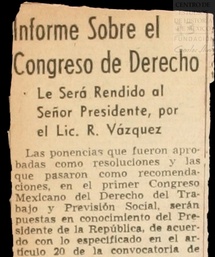 Informe Sobre el
Congreso de Derecho
• Le Será Rendido al
Señor Presidente, por
el Lic. R. Vázquez
Las ponencias que fueron apro-
badas como resoluciones y las
que pasaron como recomenda-
ciones, en el primer Congreso
Mexicano del Derecho del Tra-
bajo y Previsión Social, serán
puestas en conocimiento del Pre-
sidente de la República, de acuer-
do con lo especificado en el ar-
tículo 20 de la convocatoria de